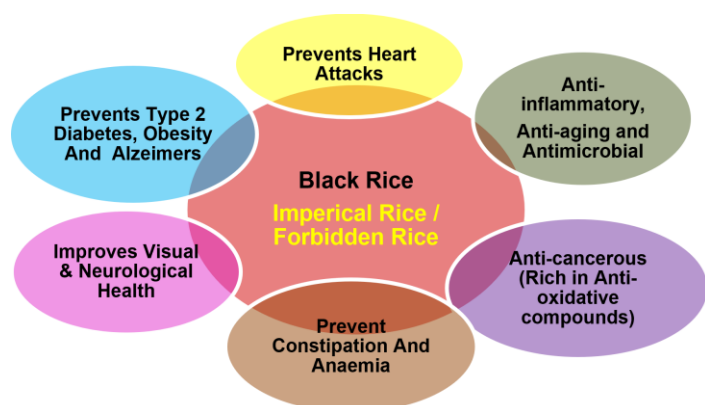 Prevents Heart
Attacks
Prevents Type 2
Diabetes, Obesity
And Alzeimers
Anti-
inflammatory,
Anti-aging and
Antimicrobial
Black Rice
Imperical Rice /
Forbidden Rice
Improves Visual
& Neurological
Health
Anti-cancerous
(Rich in Anti-
oxidative
compounds)
Prevent
Constipation And
Anaemia